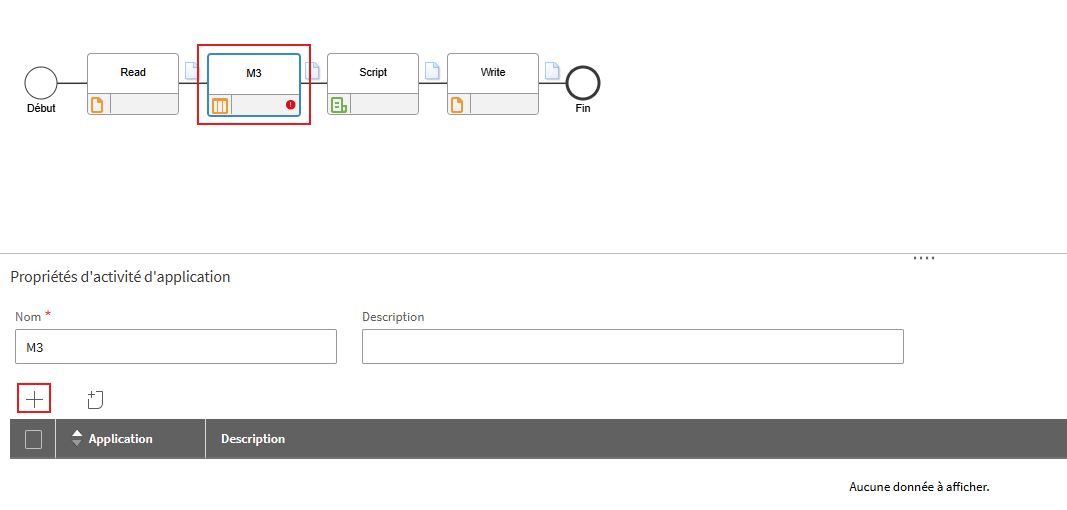 Read
M3
Script
Write
Début
Fin
Propriétés d'activité d'application
Nom *
Description
M3
Application
Description
Aucune donnée à afficher.